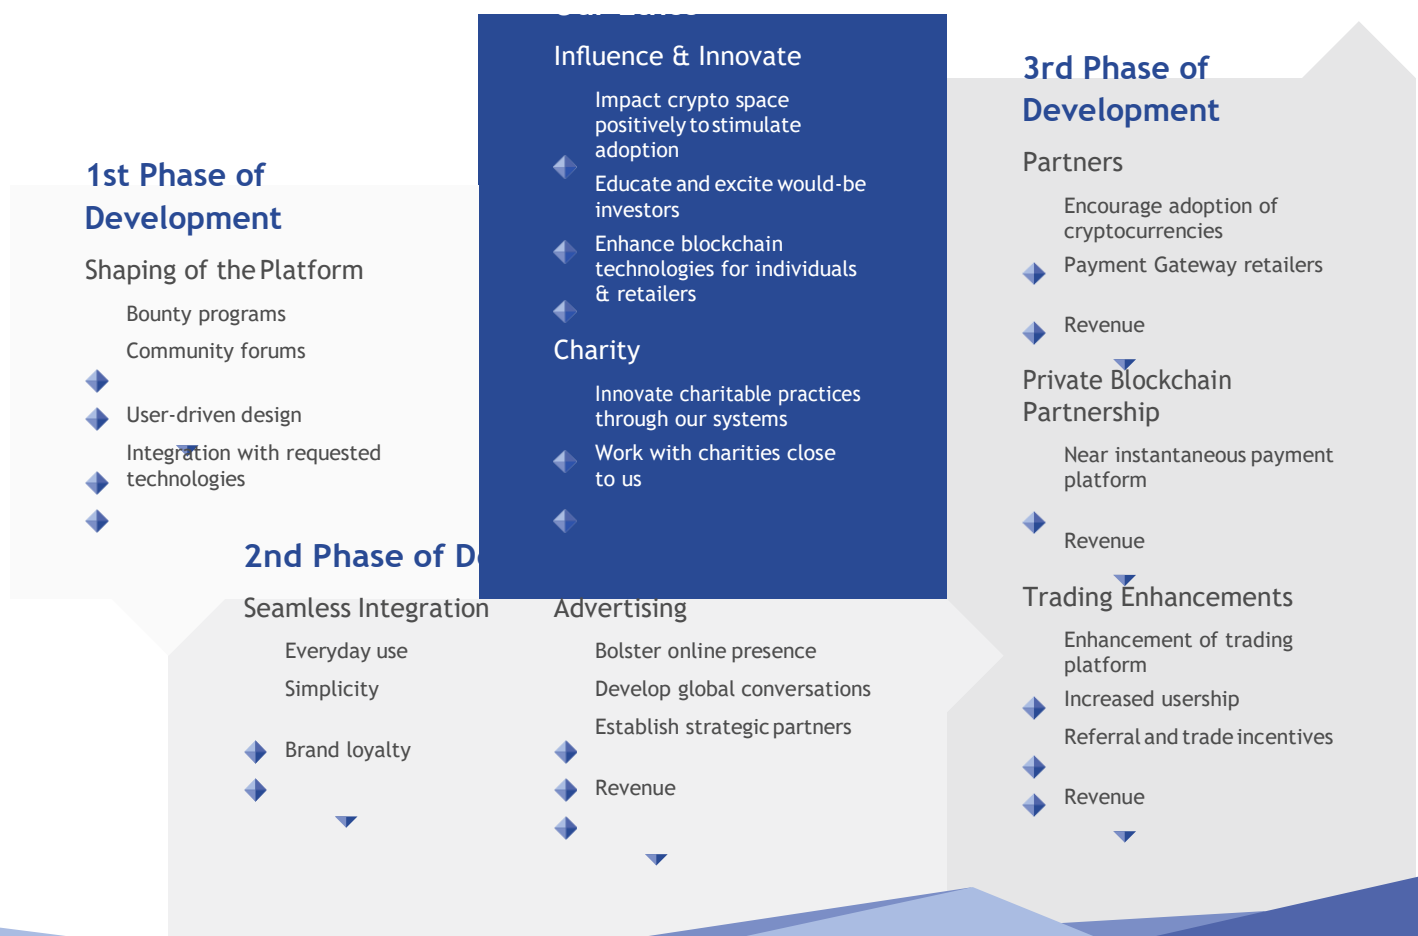 1st Phase of
Development
Shaping of the Platform
Bounty programs
Community forums
User-driven design
Integration with requested
technologies
2nd Phase of
Seamless Integration
Everyday use
Simplicity
Brand loyalty
Influence & Innovate
Impact crypto space
positively to stimulate
adoption
Educate and excite would-be
investors
Enhance blockchain
technologies for individuals
& retailers
Charity
Innovate charitable practices
through our systems
Work with charities close
to us
Advertising
Bolster online presence
Develop global conversations
Establish strategic partners
Revenue
3rd Phase of
Development
Partners
Encourage adoption of
cryptocurrencies
Payment Gateway retailers
Revenue
Private Blockchain
Partnership
Near instantaneous payment
platform
Revenue
Trading Enhancements
Enhancement of trading
platform
Increased usership
Referral and trade incentives
Revenue